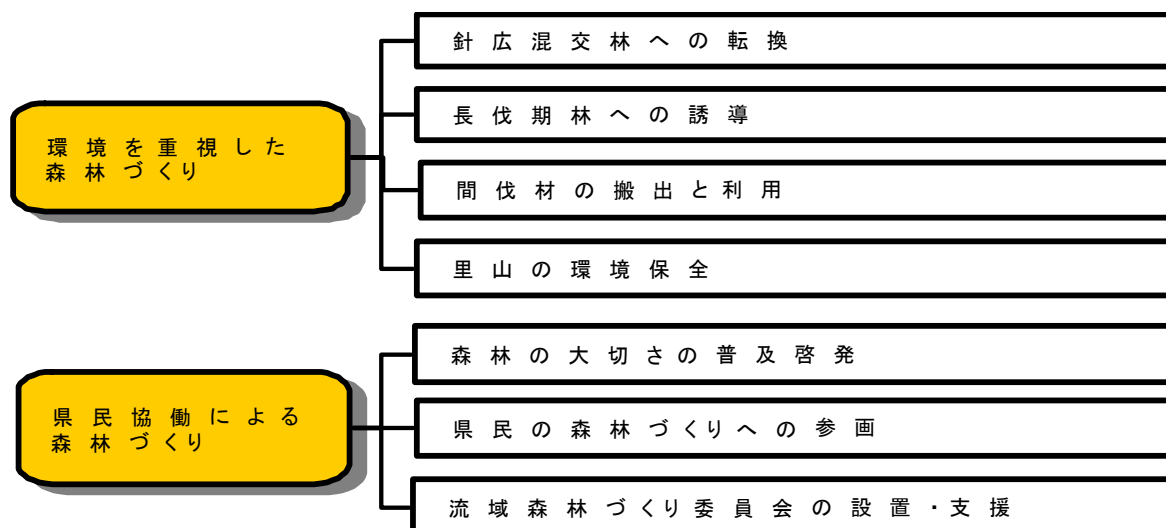 環境を重視した
森林づくり
針広混交林への転換
長伐期林への誘導
間伐材の搬出と利用
里山の環境保全
県民協働による
森林づくり
森林の大切さの普及啓発
県民の森林づくりへの参画
流域森林づくり委員会の設置・支援